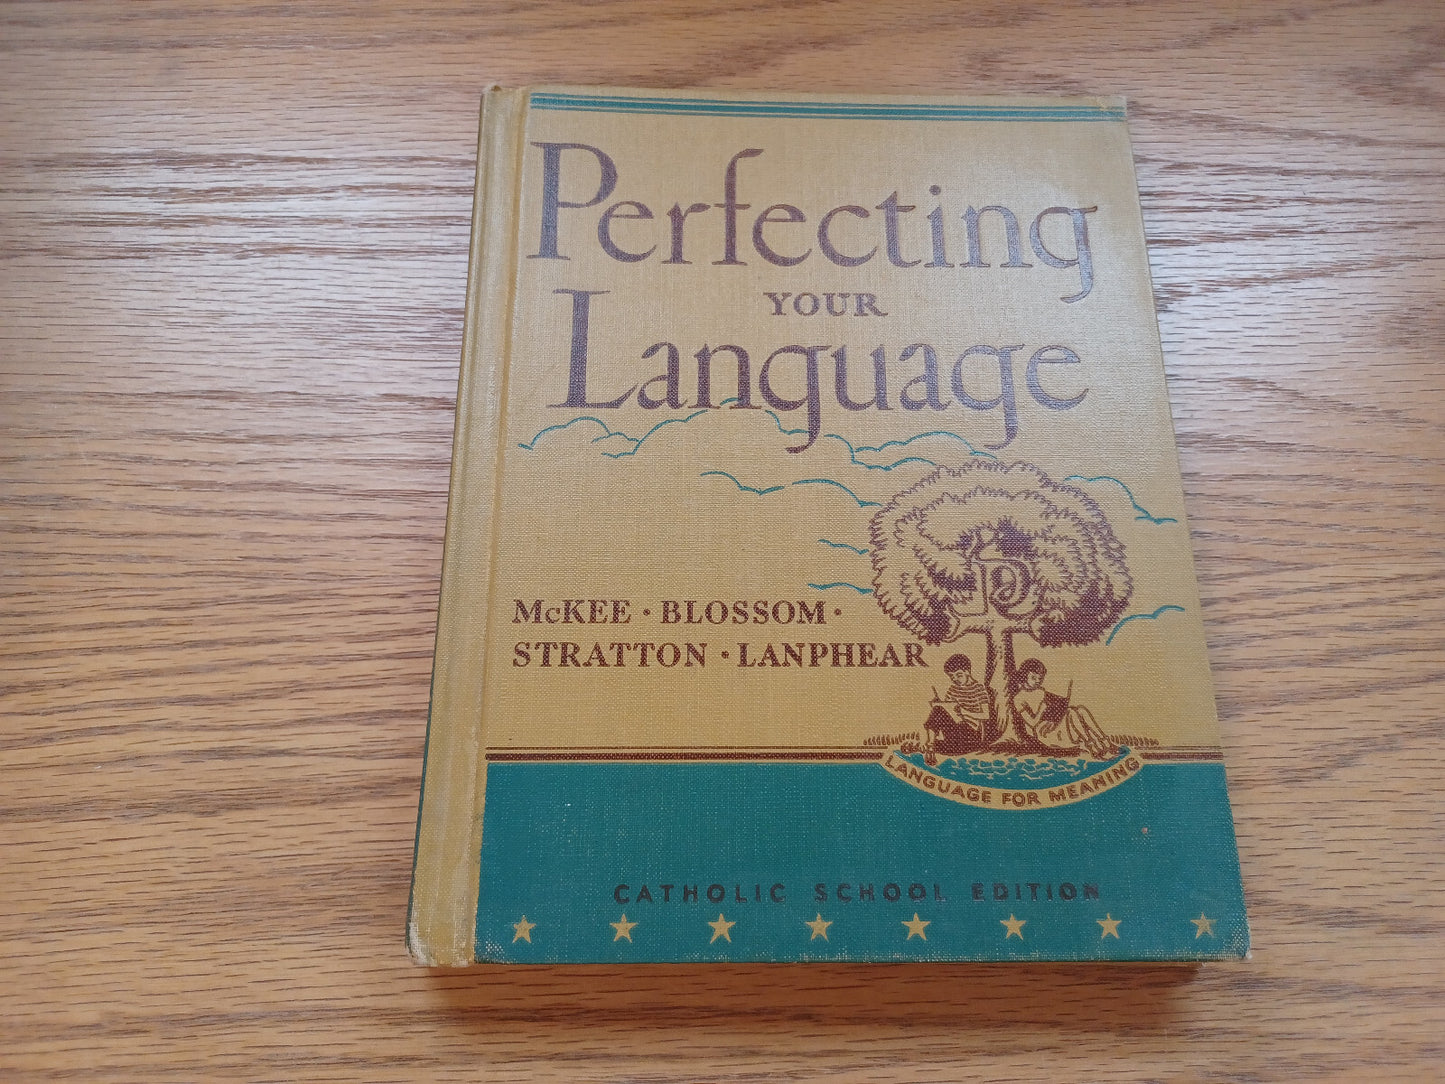 Perfecting
YOUR
Language
McKEE · BLOSSOM ·
STRATTON · LANPHEAR
LANGUAGE FOR MEANING
CATHOLIC SCHOOL EDITION